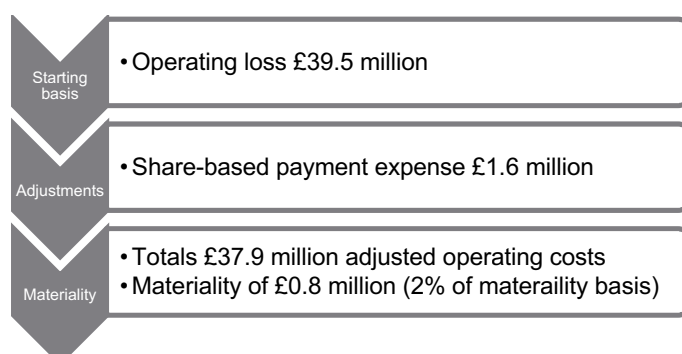 Starting
basis
• Operating loss £39.5 million
Adjustments
• Share-based payment expense £1.6 million
Materiality
• Totals £37.9 million adjusted operating costs
• Materiality of £0.8 million (2% of materaility basis)